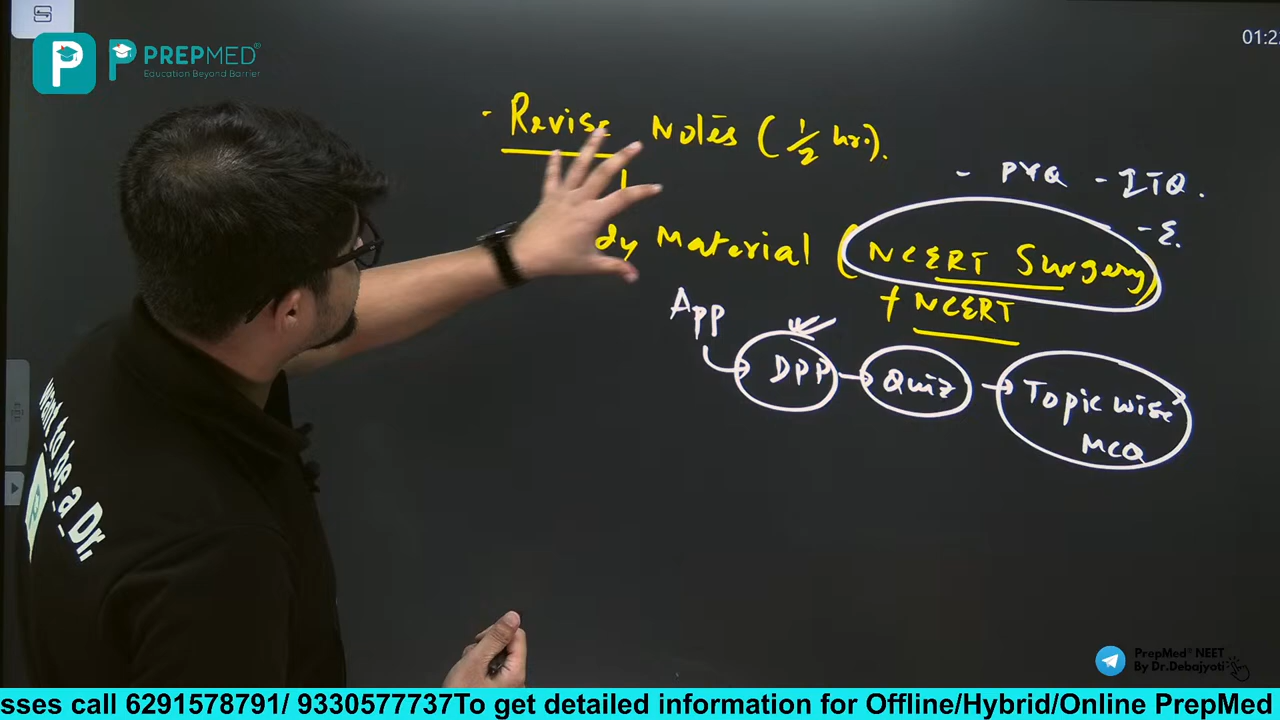 PREPMED®
Education Beyond Barrier
01:2
- Revise Notes (1/2 hr.).
- PYQ - ITQ.
- E.
dy Material (NCERT Surgery)
+ NCERT
App
DPP → Quiz → Topic wise
MCQ
Want_to_be_a_Dr.
PrepMed® NEET
By Dr.Debajyoti
sses call 6291578791/ 9330577737To get detailed information for Offline/Hybrid/Online PrepMed